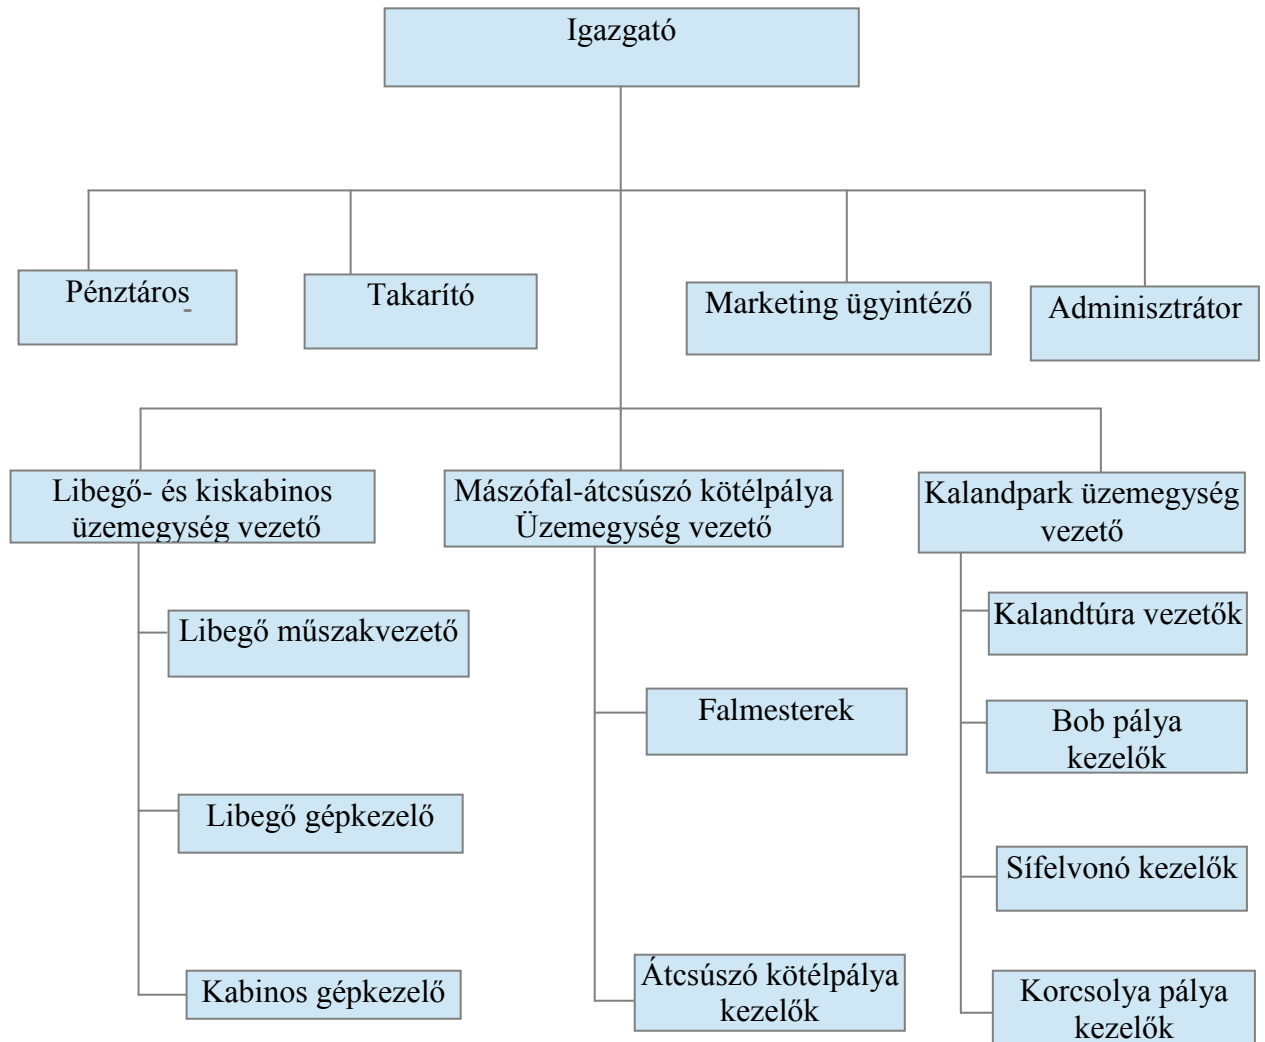 Igazgató
Pénztáros
Takarító
Marketing ügyintéző
Adminisztrátor
Libegő- és kiskabinos
üzemegység vezető
Mászófal-átcsúszó kötélpálya
Üzemegység vezető
Kalandpark üzemegység
vezető
Libegő műszakvezető
Libegő gépkezelő
Kabinos gépkezelő
Falmesterek
Átcsúszó kötélpálya
kezelők
Kalandtúra vezetők
Bob pálya
kezelők
Sífelvonó kezelők
Korcsolya pálya
kezelők